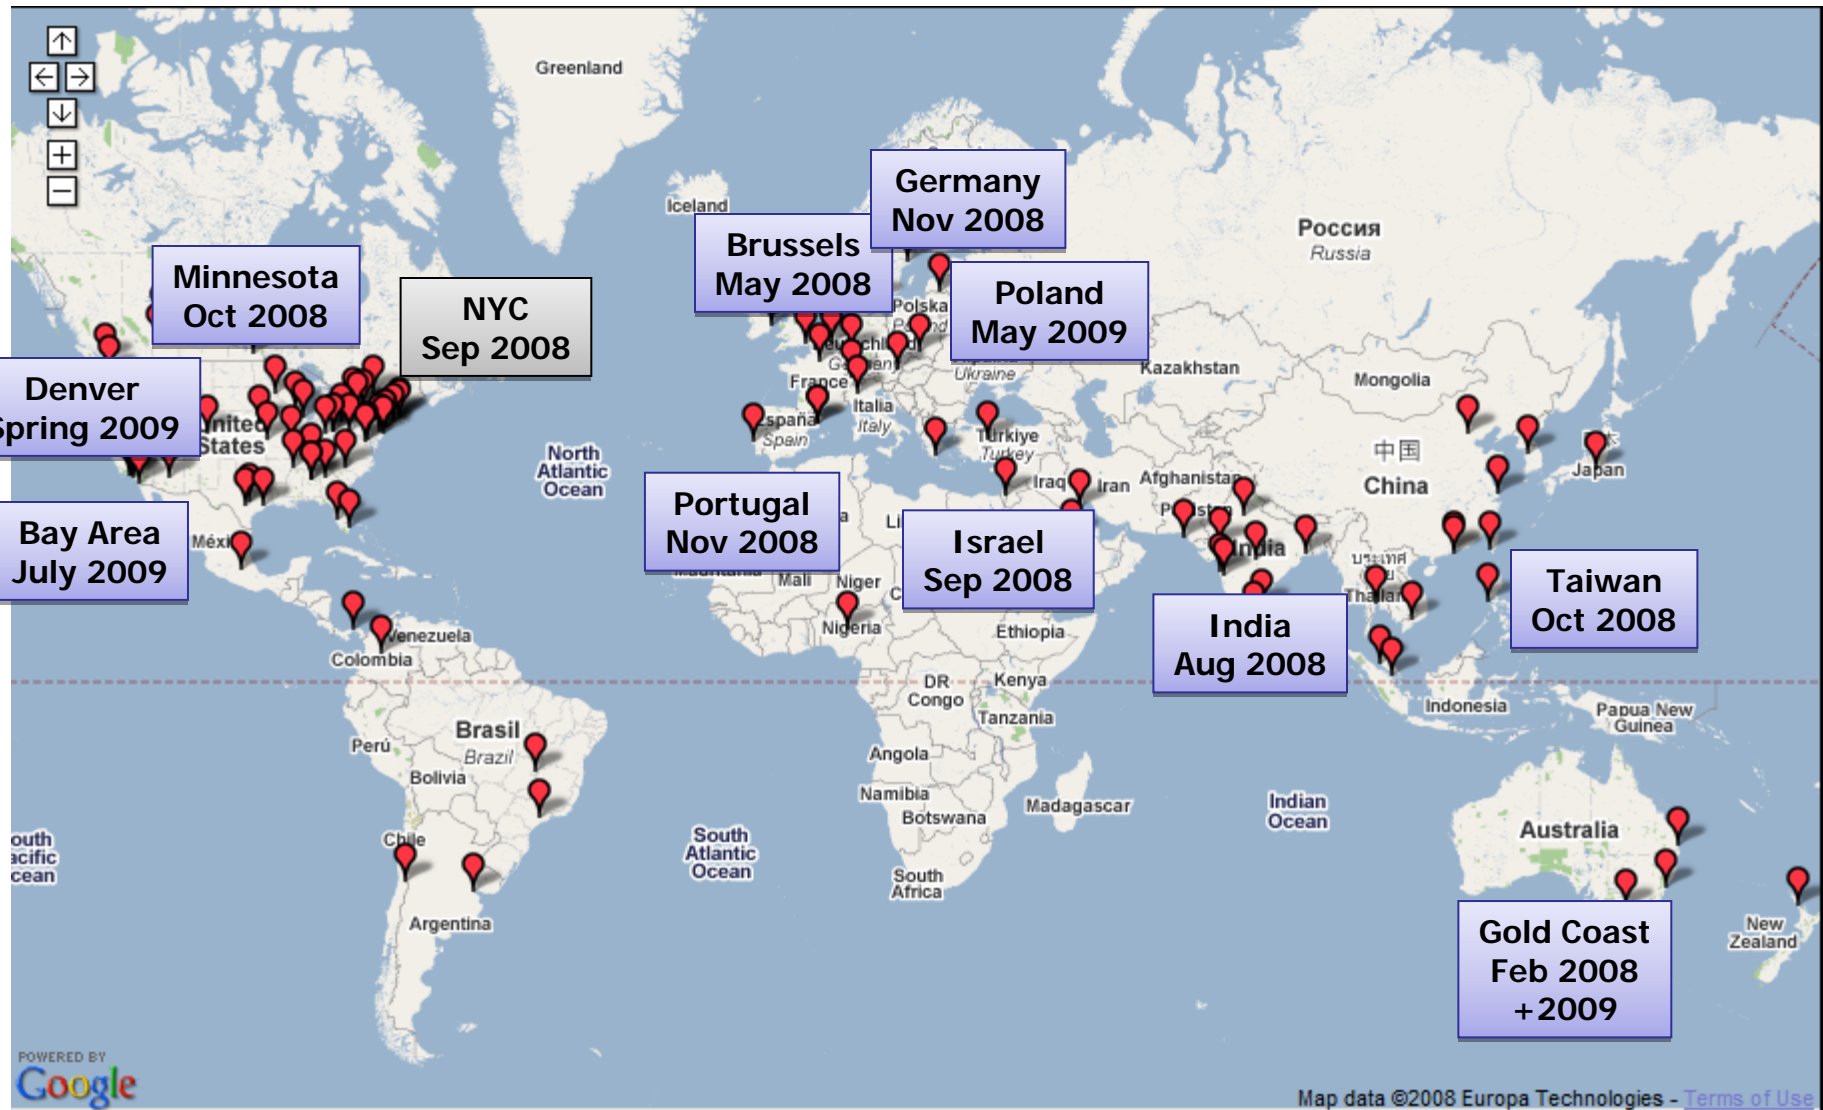 Greenland
Iceland
Germany
Nov 2008
Brussels
May 2008
Россия
Russia
Minnesota
Oct 2008
NYC
Sep 2008
Polska
Poland
May 2009
Kazakhstan
Mongolia
Ukraine
France
Denver
Spring 2009
United
States
Italia
Italy
España
Spain
Türkiye
Turkey
North
Atlantic
Ocean
中国
China
Japan
Iraq
Iran
Afghanistan
Portugal
Nov 2008
Israel
Sep 2008
Bay Area
July 2009
India
Mali
Niger
Nigeria
Ethiopia
India
Aug 2008
Taiwan
Oct 2008
Venezuela
Colombia
DR
Congo
Kenya
Tanzania
Indonesia
Papua New
Guinea
Perú
Brasil
Brazil
Bolivia
Angola
Namibia
Botswana
Madagascar
Indian
Ocean
Australia
Chile
South
Atlantic
Ocean
South
Africa
Argentina
New
Zealand
Gold Coast
Feb 2008
+2009
POWERED BY
Google
Map data ©2008 Europa Technologies - Terms of Use